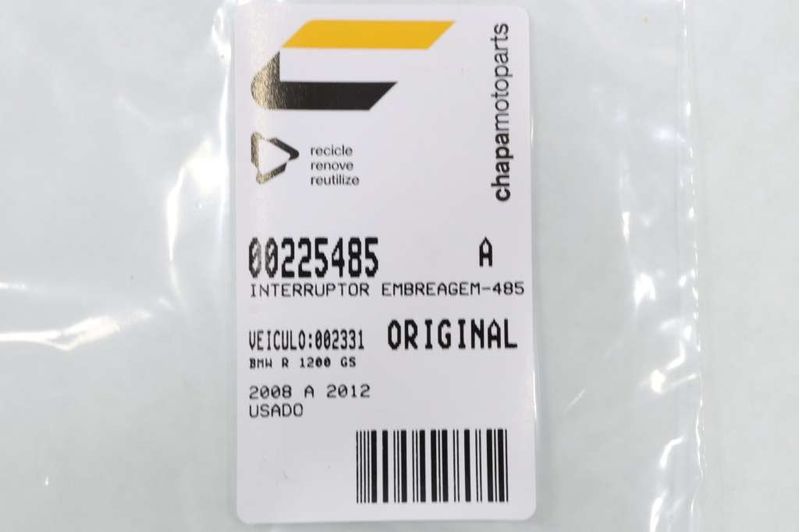 chapamotoparts
recicle
renove
reutilize
00225485 A
INTERRUPTOR EMBREAGEM-485
VEICULO:002331 ORIGINAL
BMW R 1200 GS
2008 A 2012
USADO